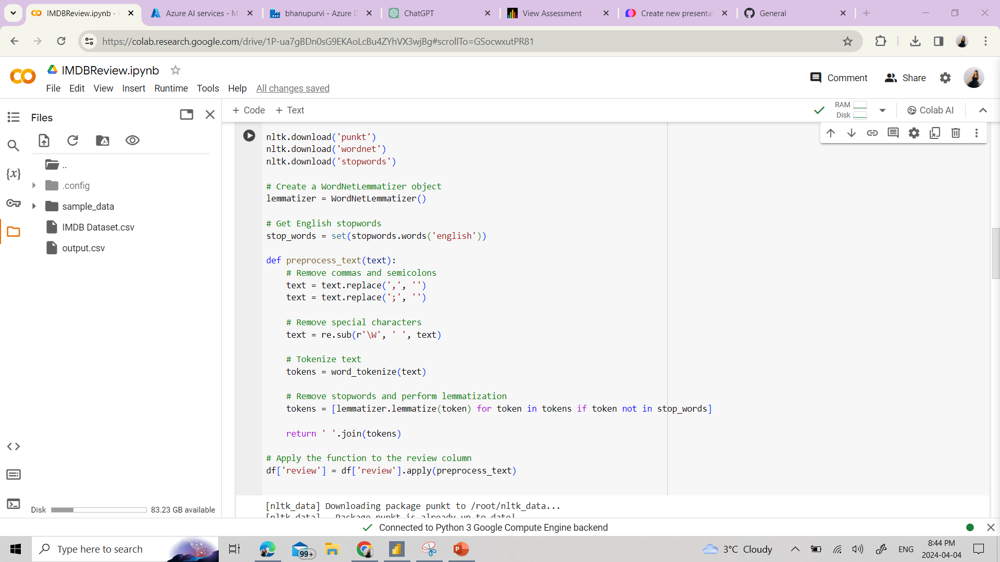 IMDBReview.ipynb - 
Azure AI services - M
bhanupurvi - Azure D
ChatGPT
View Assessment
Create new presentat
General
https://colab.research.google.com/drive/1P-ua7gBDn0sG9EKAoLcBu4ZYhVX3wjBg#scrollTo=GSocwxutPR81
IMDBReview.ipynb
File Edit View Insert Runtime Tools Help All changes saved
Comment
Share
Files
+ Code + Text
RAM
Disk
Colab AI
..
.config
sample_data
IMDB Dataset.csv
output.csv
Disk
83.23 GB available
nltk.download('punkt')
nltk.download('wordnet')
nltk.download('stopwords')
# Create a WordNetLemmatizer object
lemmatizer = WordNetLemmatizer()
# Get English stopwords
stop_words = set(stopwords.words('english'))
def preprocess_text(text):
# Remove commas and semicolons
text = text.replace(',', '')
text = text.replace(';', '')
# Remove special characters
text = re.sub(r'\W', ' ', text)
# Tokenize text
tokens = word_tokenize(text)
# Remove stopwords and perform lemmatization
tokens = [lemmatizer.lemmatize(token) for token in tokens if token not in stop_words]
return ' '.join(tokens)
# Apply the function to the review column
df['review'] = df['review'].apply(preprocess_text)
[nltk_data] Downloading package punkt to /root/nltk_data...
[nltk_data] Package punkt is already up-to-date!
Connected to Python 3 Google Compute Engine backend
Type here to search
99+
3°C Cloudy
ENG
8:44 PM
2024-04-04